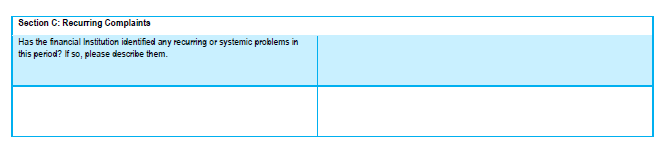 Section C: Recurring Complaints
Has the financial Institution identified any recurring or systemic problems in
this period? If so, please describe them.